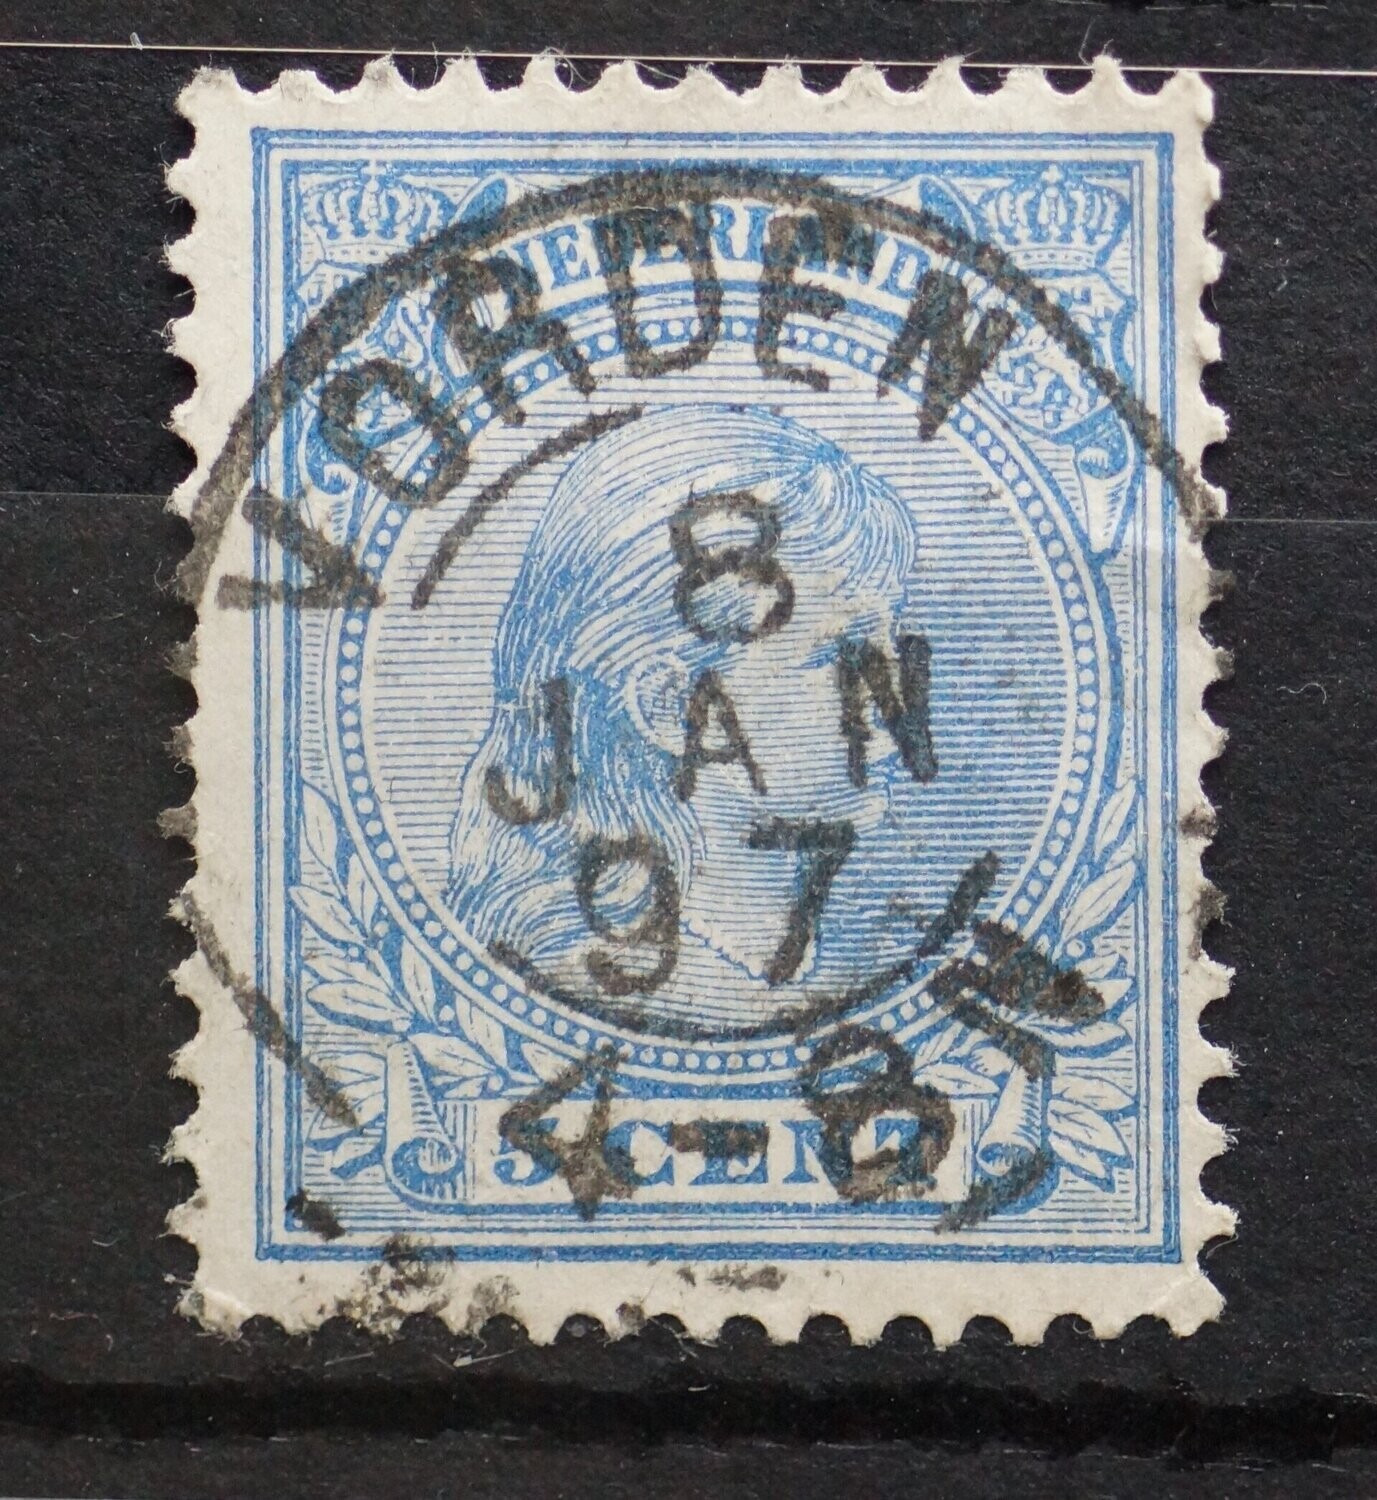 NEDERLAND
VORDEN
8
JAN
97
4-8N
5 CENT